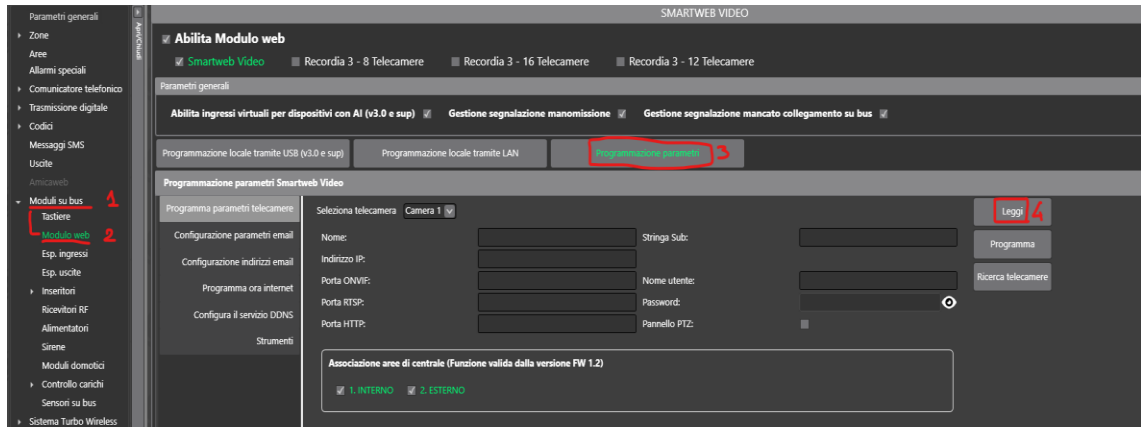 SMARTWEB VIDEO
Parametri generali
Zone
Aree
Allarmi speciali
Comunicatore telefonico
Trasmissione digitale
Codici
Messaggi SMS
Uscite
Amicaweb
Moduli su bus 1
Tastiere
Modulo web 2
Esp. ingressi
Esp. uscite
Inseritori
Ricevitori RF
Alimentatori
Sirene
Moduli domotici
Controllo carichi
Sensori su bus
Sistema Turbo Wireless
Apri/Chiudi
Abilita Modulo web
Smartweb Video Recordia 3 - 8 Telecamere Recordia 3 - 16 Telecamere Recordia 3 - 12 Telecamere
Parametri generali
Abilita ingressi virtuali per dispositivi con AI (v3.0 e sup) Gestione segnalazione manomissione Gestione segnalazione mancato collegamento su bus
Programmazione locale tramite USB (v3.0 e sup) Programmazione locale tramite LAN Programmazione parametri 3
Programmazione parametri Smartweb Video
Programma parametri telecamere
Configurazione parametri email
Configurazione indirizzi email
Programma ora internet
Configura il servizio DDNS
Strumenti
Seleziona telecamera Camera 1
Nome: Stringa Sub:
Indirizzo IP:
Porta ONVIF: Nome utente:
Porta RTSP: Password:
Porta HTTP: Pannello PTZ:
Leggi 4
Programma
Ricerca telecamere
Associazione aree di centrale (Funzione valida dalla versione FW 1.2)
1. INTERNO 2. ESTERNO